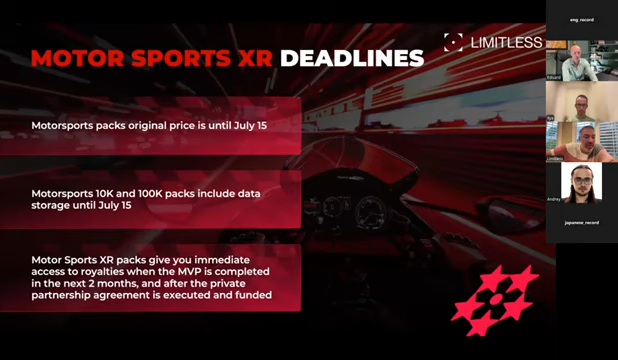 LIMITLESS
MOTOR SPORTS XR DEADLINES
Motorsports packs original price is until July 15
Motorsports 10K and 100K packs include data
storage until July 15
Motor Sports XR packs give you immediate
access to royalties when the MVP is completed
in the next 2 months, and after the private
partnership agreement is executed and funded
eng_record
Eduard
Ilya
Limitless
Andrey
japanese_record